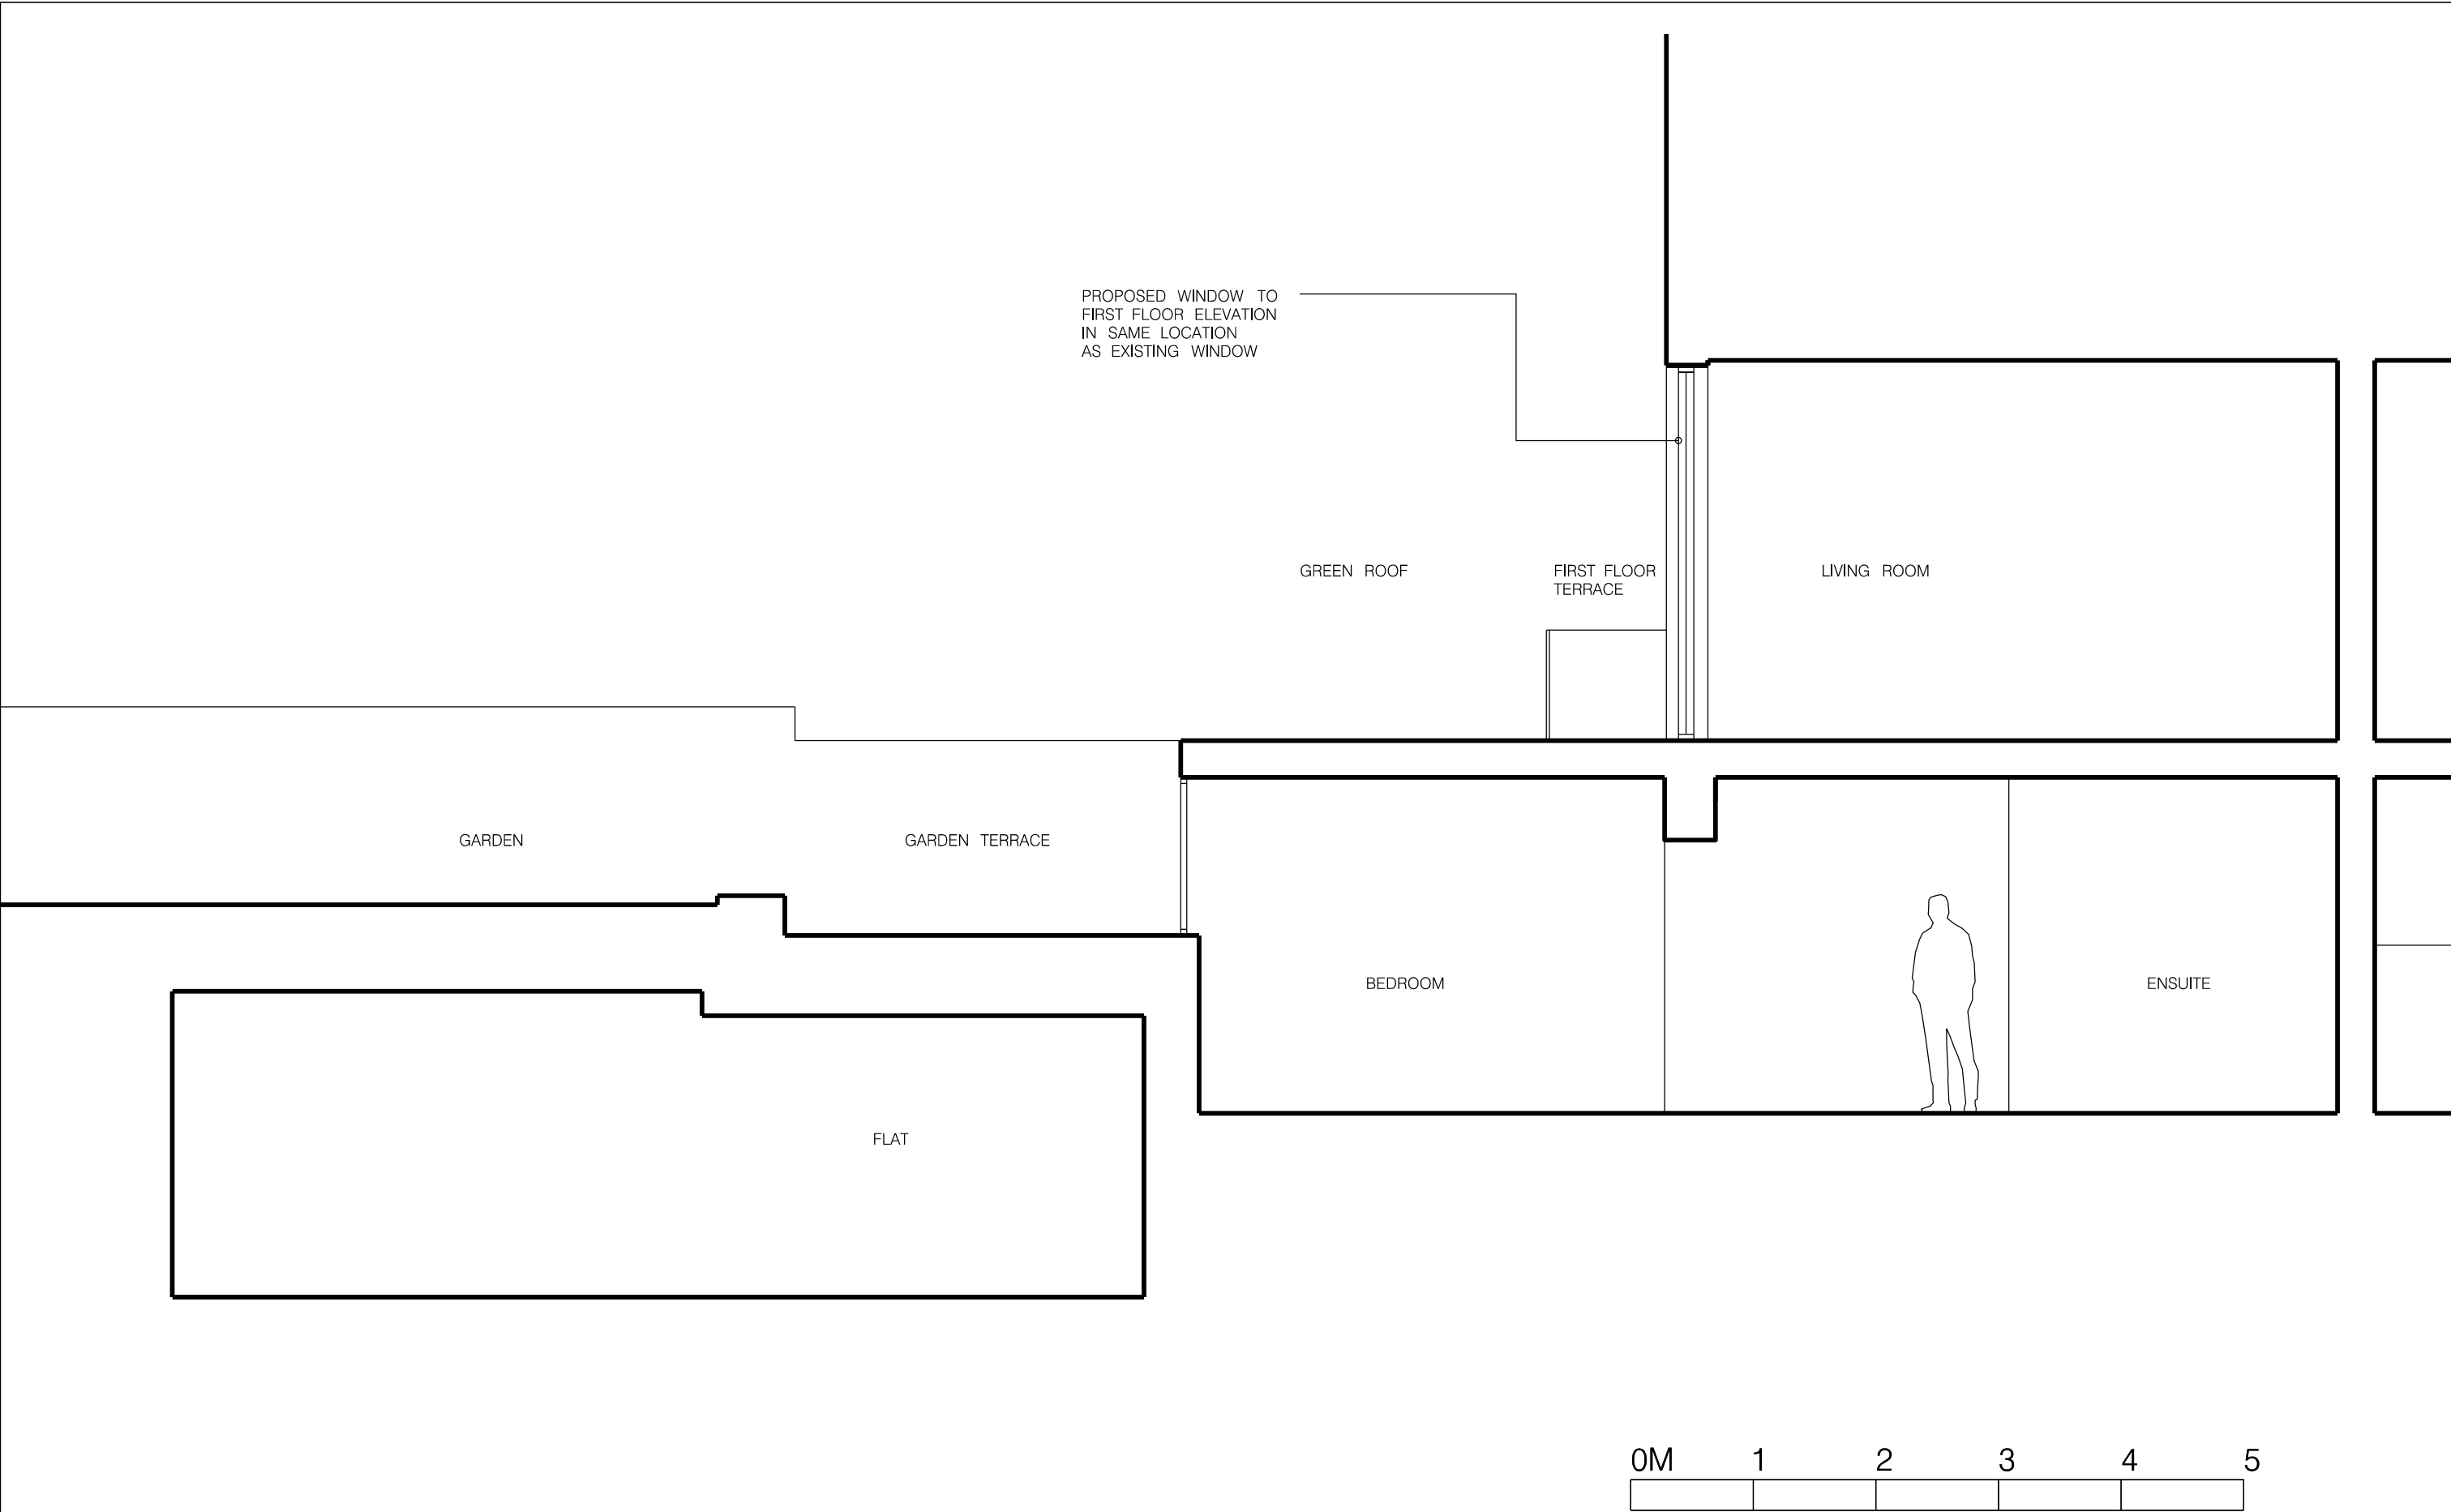 PROPOSED WINDOW TO
FIRST FLOOR ELEVATION
IN SAME LOCATION
AS EXISTING WINDOW
GREEN ROOF
FIRST FLOOR
TERRACE
LIVING ROOM
GARDEN
GARDEN TERRACE
BEDROOM
ENSUITE
FLAT
0M 1 2 3 4 5